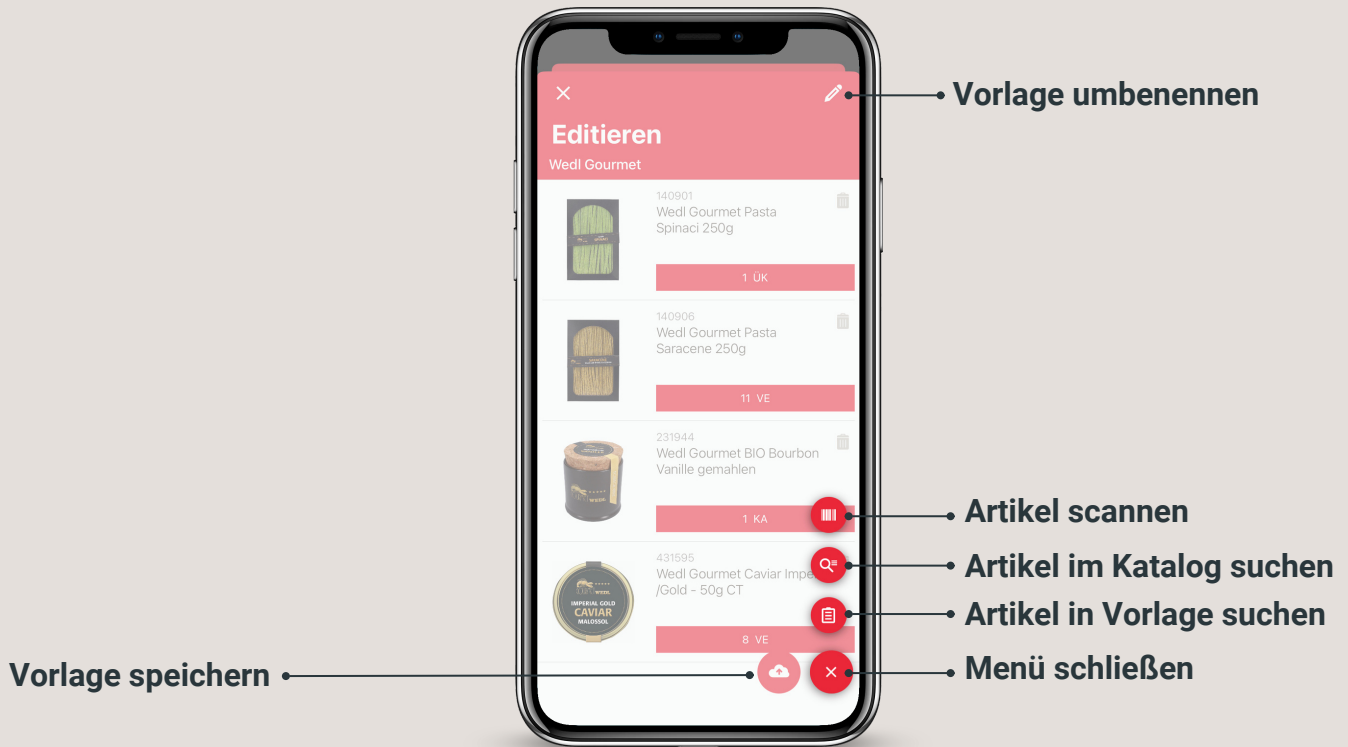 Vorlage umbenennen
Editieren
Wedl Gourmet
140901
Wedl Gourmet Pasta
Spinaci 250g
1 ÜK
140906
Wedl Gourmet Pasta
Saracene 250g
11 VE
231944
Wedl Gourmet BIO Bourbon
Vanille gemahlen
WEDL
1 KA
Artikel scannen
431595
Wedl Gourmet Caviar Impe
/Gold - 50g CT
WEDL
IMPERIAL GOLD
CAVIAR
MALOSSOL
8 VE
Artikel im Katalog suchen
Artikel in Vorlage suchen
Menü schließen
Vorlage speichern